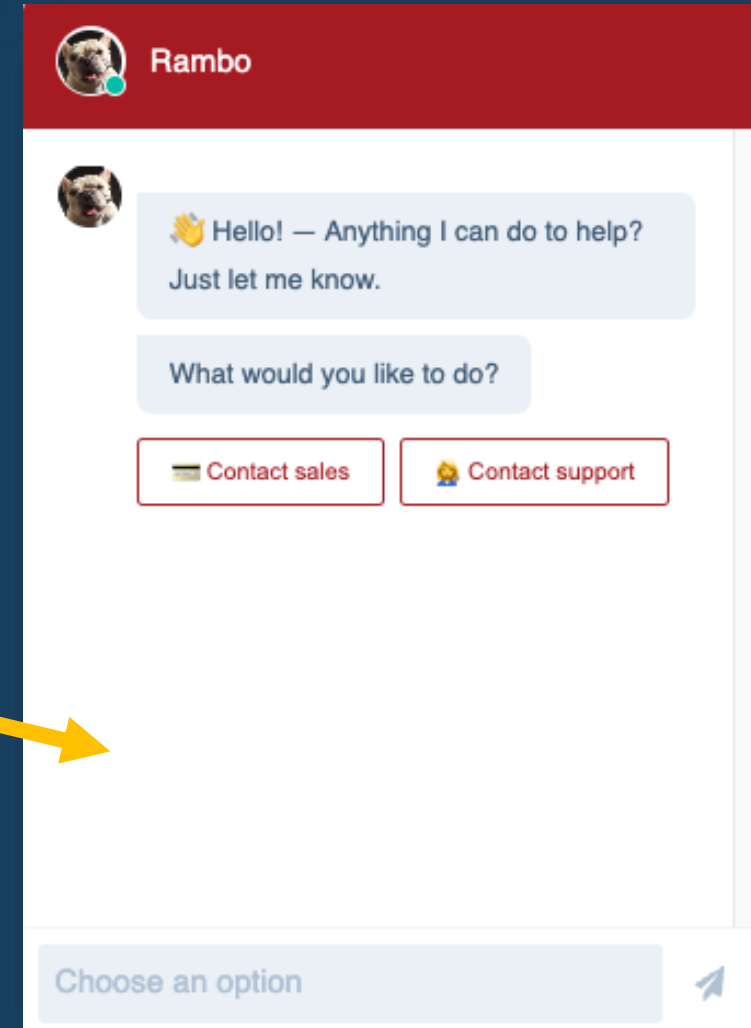 Rambo
👋 Hello! — Anything I can do to help?
Just let me know.
What would you like to do?
💳 Contact sales
🙋‍♀️ Contact support
Choose an option